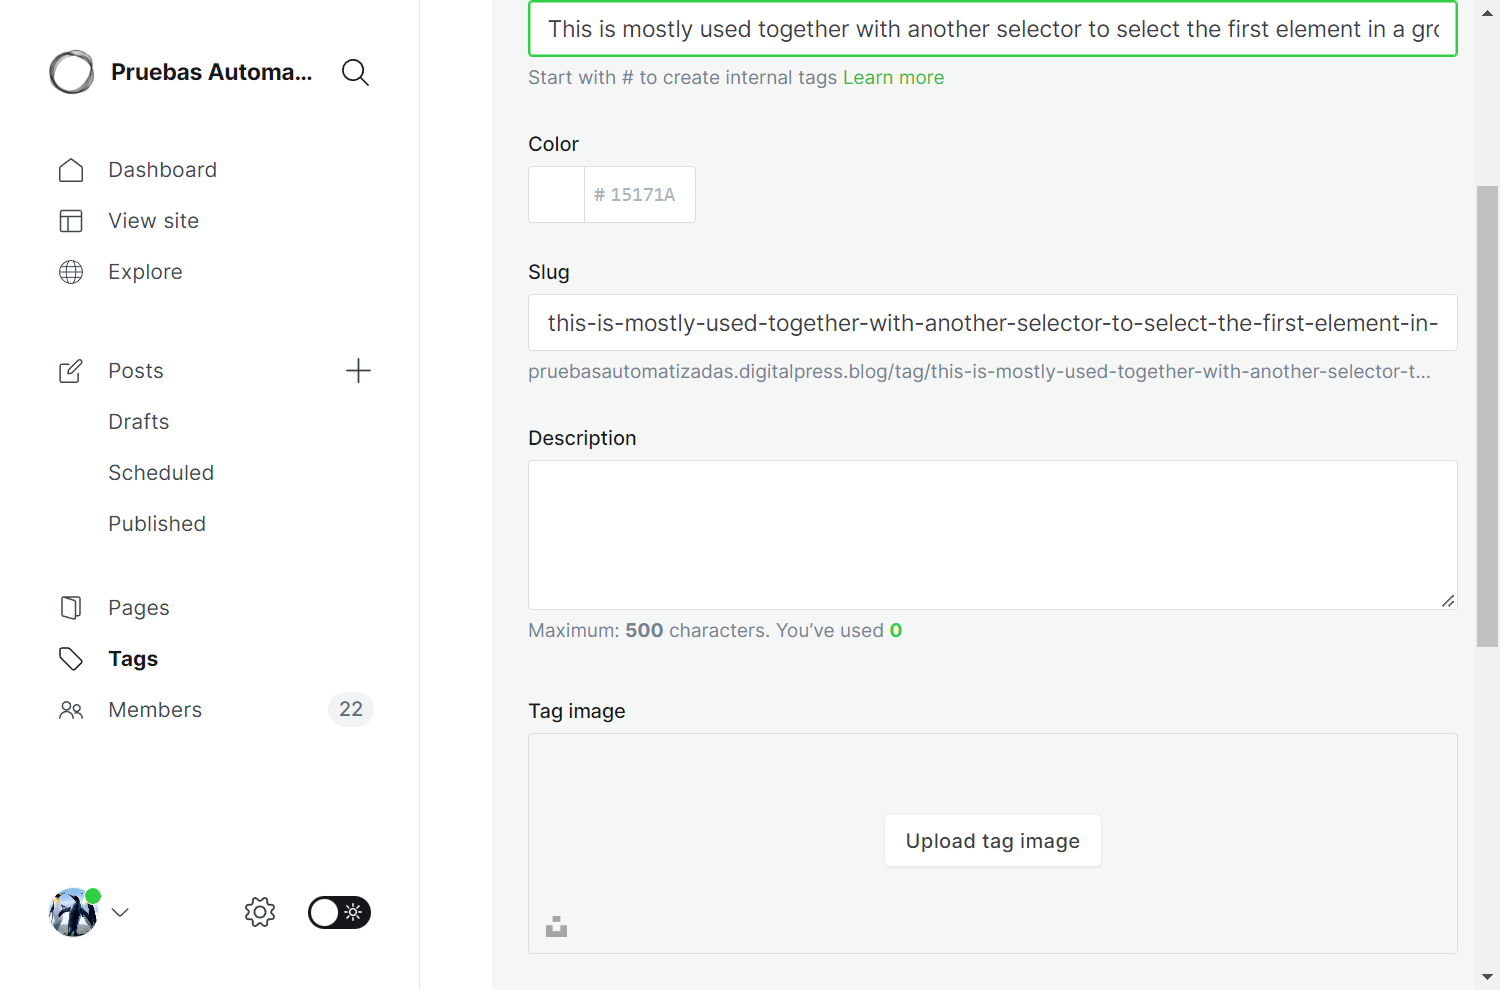 Pruebas Automa...
Dashboard
View site
Explore
Posts
Drafts
Scheduled
Published
Pages
Tags
Members
22
This is mostly used together with another selector to select the first element in a gro
Start with # to create internal tags Learn more
Color
# 15171A
Slug
this-is-mostly-used-together-with-another-selector-to-select-the-first-element-in-
pruebasautomatizadas.digitalpress.blog/tag/this-is-mostly-used-together-with-another-selector-t...
Description
Maximum: 500 characters. You’ve used 0
Tag image
Upload tag image